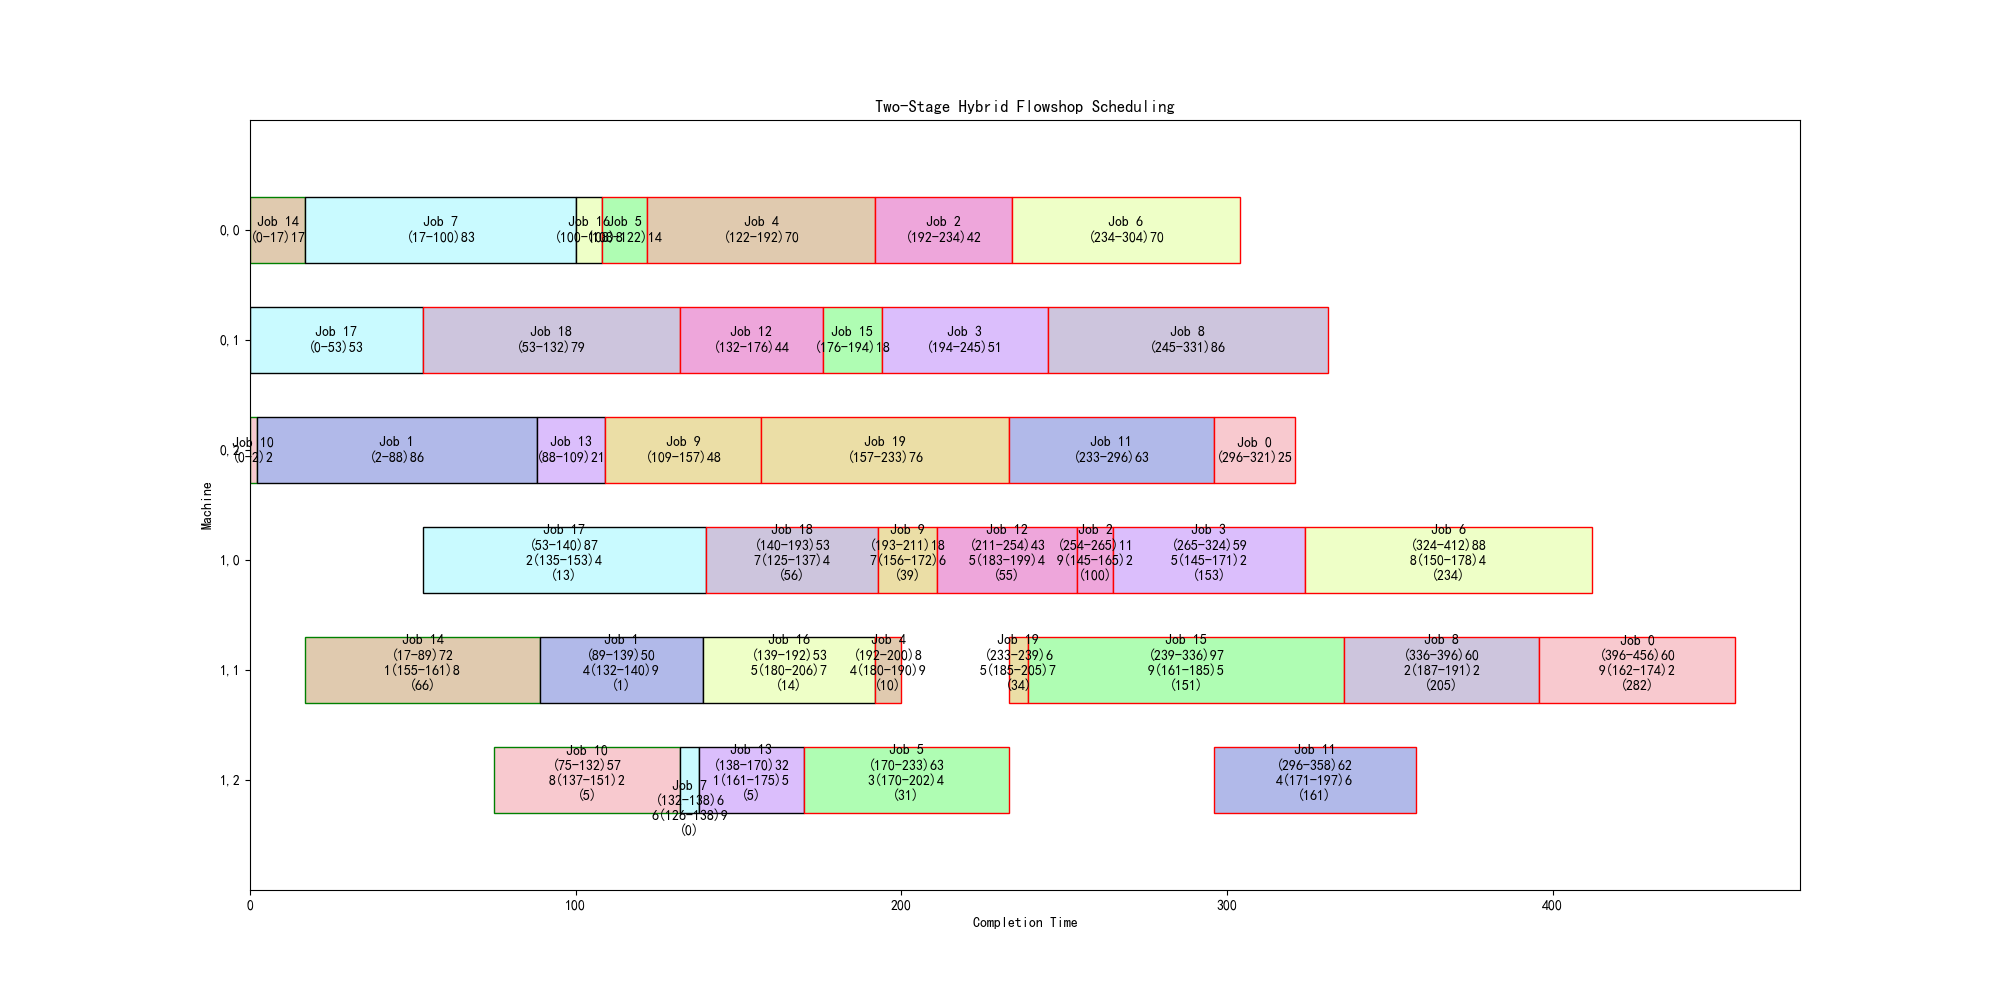 Two-Stage Hybrid Flowshop Scheduling
0,0
Job 14
(0-17)17
Job 7
(17-100)83
Job 16
(100-108)8
Job 5
(108-122)14
Job 4
(122-192)70
Job 2
(192-234)42
Job 6
(234-304)70
0,1
Job 17
(0-53)53
Job 18
(53-132)79
Job 12
(132-176)44
Job 15
(176-194)18
Job 3
(194-245)51
Job 8
(245-331)86
0,2
Job 10
(0-2)2
Job 1
(2-88)86
Job 13
(88-109)21
Job 9
(109-157)48
Job 19
(157-233)76
Job 11
(233-296)63
Job 0
(296-321)25
Machine
1,0
Job 17
(53-140)87
2(135-153)4
(13)
Job 18
(140-193)53
7(125-137)4
(56)
Job 9
(193-211)18
7(156-172)6
(39)
Job 12
(211-254)43
5(183-199)4
(55)
Job 2
(254-265)11
9(145-165)2
(100)
Job 3
(265-324)59
5(145-171)2
(153)
Job 6
(324-412)88
8(150-178)4
(234)
1,1
Job 14
(17-89)72
1(155-161)8
(66)
Job 1
(89-139)50
4(132-140)9
(1)
Job 16
(139-192)53
5(180-206)7
(14)
Job 4
(192-200)8
4(180-190)9
(10)
Job 19
(233-239)6
5(185-205)7
(34)
Job 15
(239-336)97
9(161-185)5
(151)
Job 8
(336-396)60
2(187-191)2
(205)
Job 0
(396-456)60
9(162-174)2
(282)
1,2
Job 10
(75-132)57
8(137-151)2
(5)
Job 7
(132-138)6
6(126-138)9
(0)
Job 13
(138-170)32
1(161-175)5
(5)
Job 5
(170-233)63
3(170-202)4
(31)
Job 11
(296-358)62
4(171-197)6
(161)
0
100
200
300
400
Completion Time